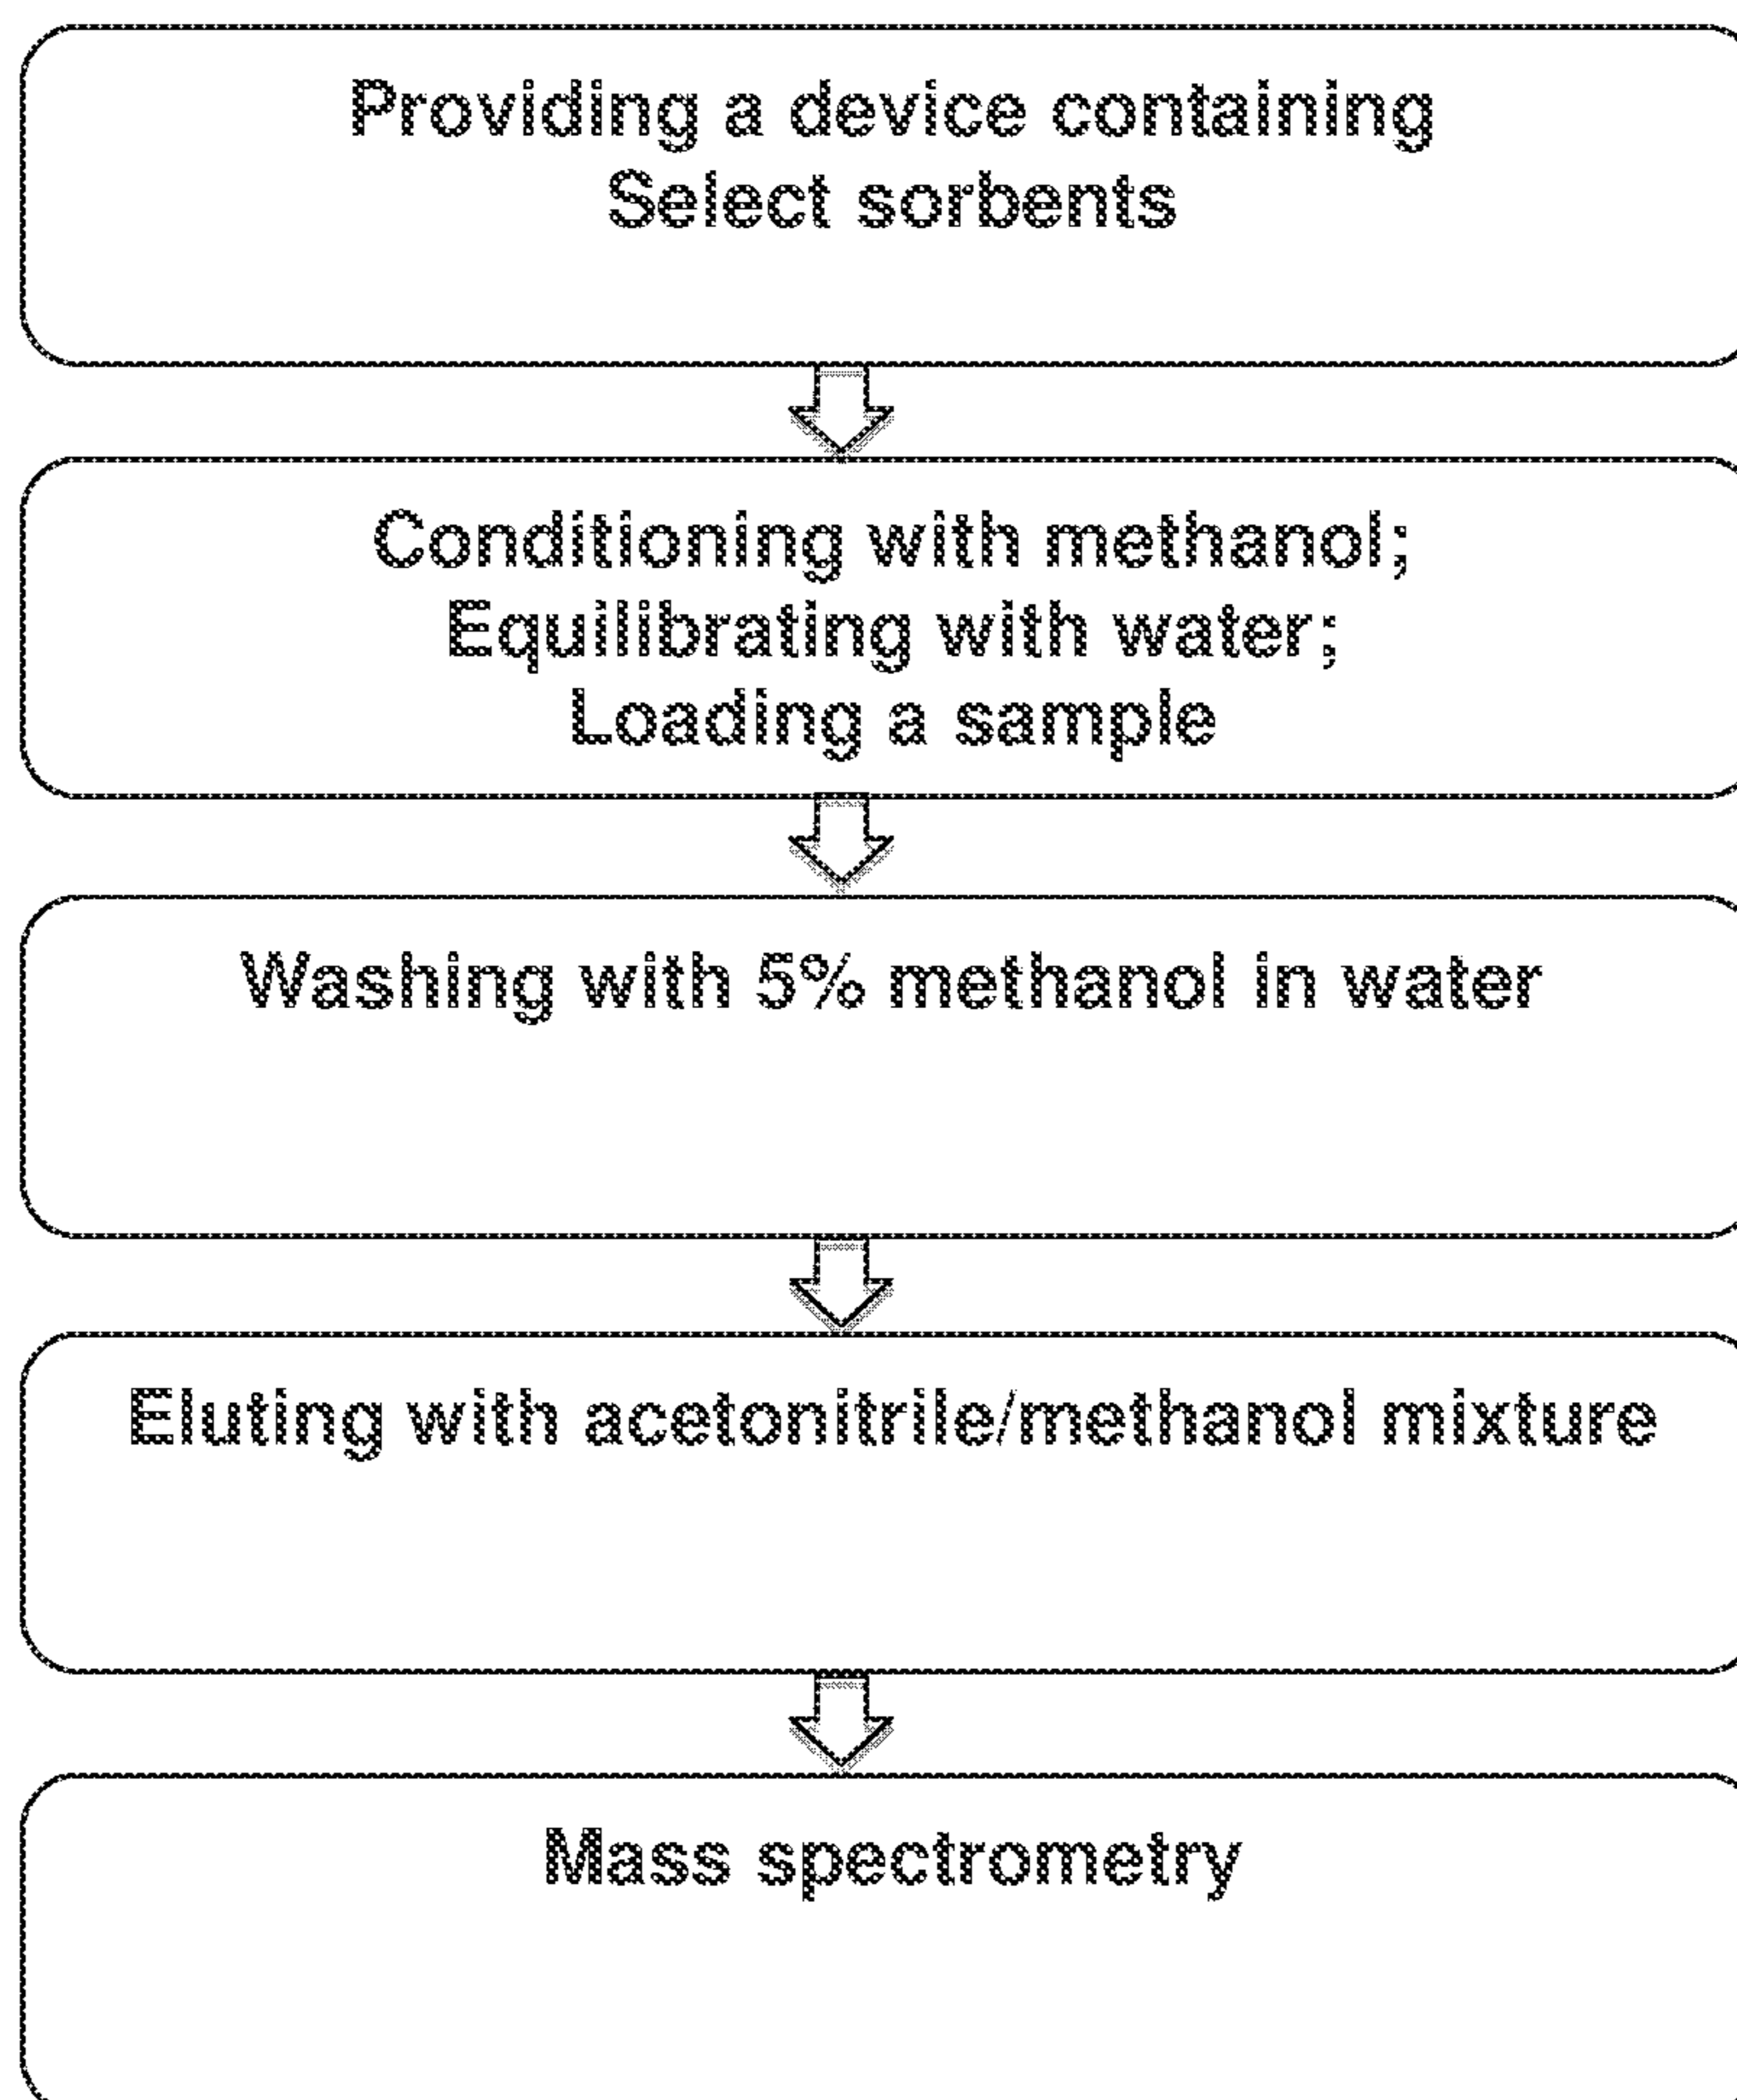 Providing a device containing
Select sorbents
Conditioning with methanol;
Equilibrating with water;
Loading a sample
Washing with 5% methanol in water
Eluting with acetonitrile/methanol mixture
Mass spectrometry